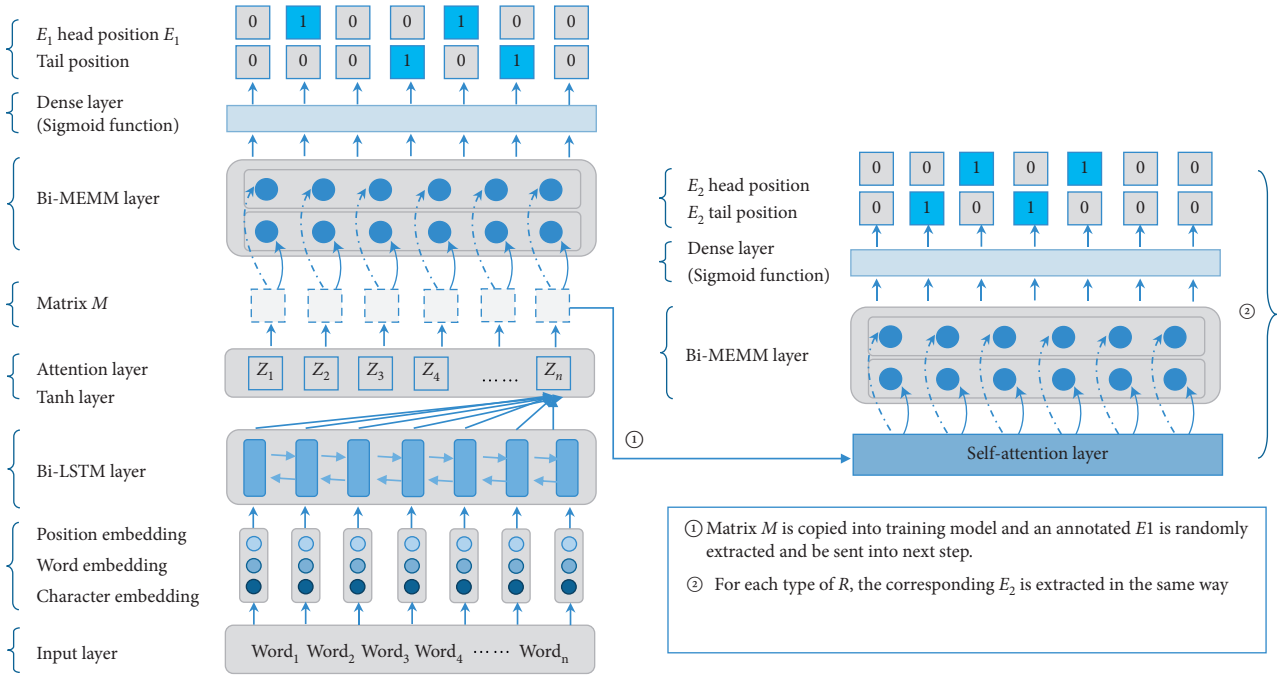 E1 head position E1
Tail position
0 1 0 0 1 0 0
0 0 0 1 0 1 0
Dense layer
(Sigmoid function)
Bi-MEMM layer
Matrix M
Attention layer
Tanh layer
Z1 Z2 Z3 Z4 …… Zn
Bi-LSTM layer
Position embedding
Word embedding
Character embedding
Input layer
Word1 Word2 Word3 Word4 …… Wordn
①
E2 head position
E2 tail position
0 0 1 0 1 0 0
0 1 0 1 0 0 0
Dense layer
(Sigmoid function)
Bi-MEMM layer
Self-attention layer
②
① Matrix M is copied into training model and an annotated E1 is randomly
extracted and be sent into next step.
② For each type of R, the corresponding E2 is extracted in the same way